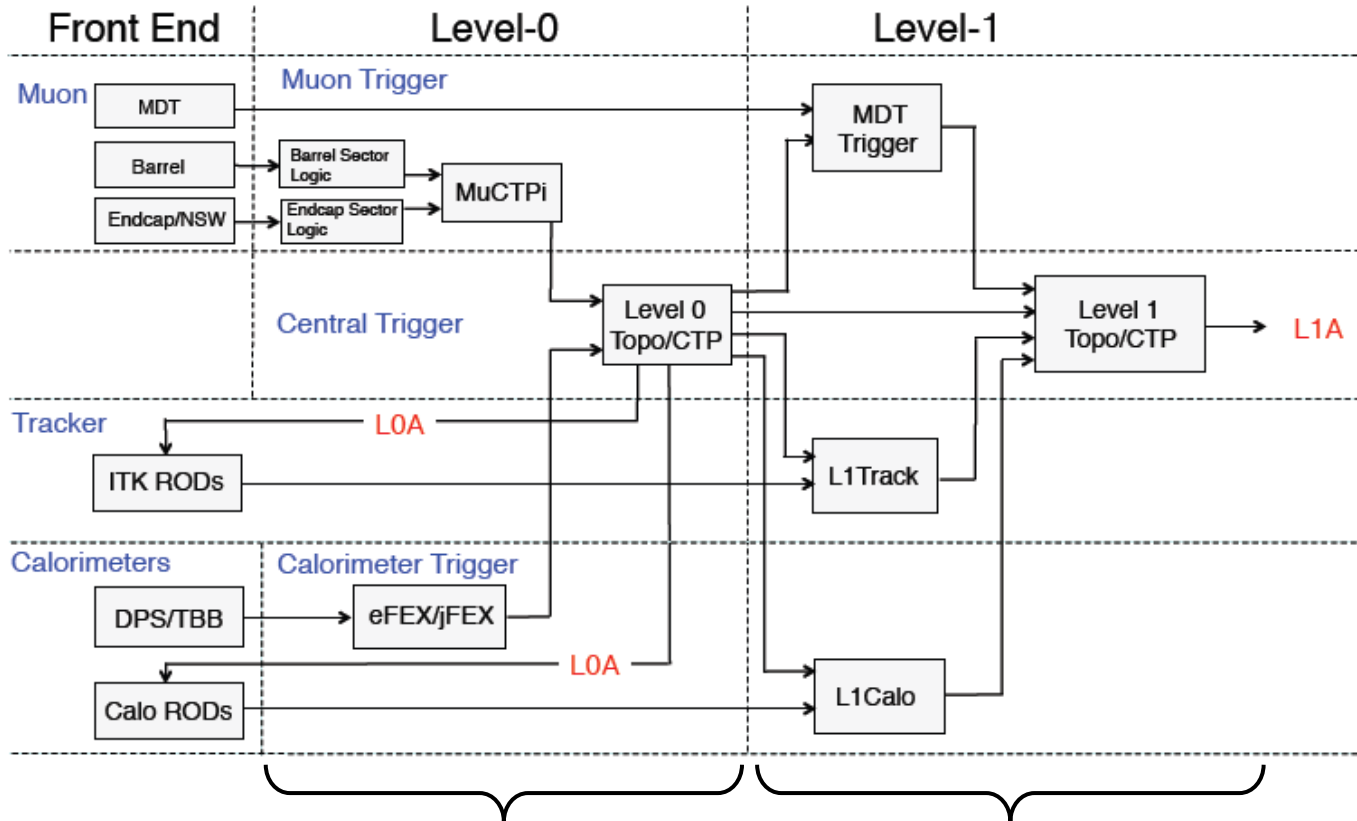 Front End
Level-0
Level-1
Muon
Muon Trigger
MDT
MDT
Trigger
Barrel
Barrel Sector
Logic
MuCTPi
Endcap/NSW
Endcap Sector
Logic
Central Trigger
Level 0
Topo/CTP
Level 1
Topo/CTP
L1A
Tracker
L0A
ITK RODs
L1Track
Calorimeters
Calorimeter Trigger
DPS/TBB
eFEX/jFEX
L0A
Calo RODs
L1Calo